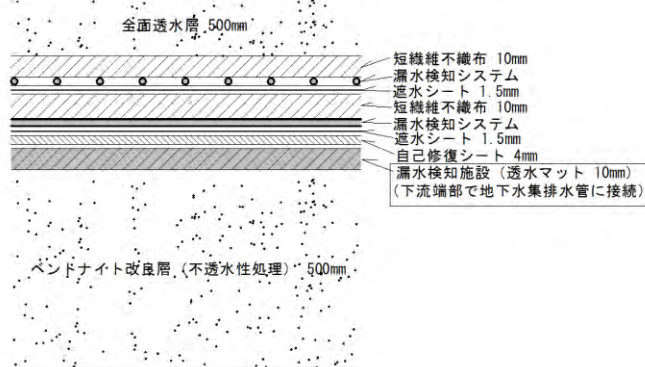 全面透水層 500mm
短繊維不織布 10mm
漏水検知システム
遮水シート 1.5mm
短繊維不織布 10mm
漏水検知システム
遮水シート 1.5mm
自己修復シート 4mm
漏水検知施設（透水マット 10mm）
(下流端部で地下水集排水管に接続)
ベンドナイト改良層（不透水性処理） 500mm